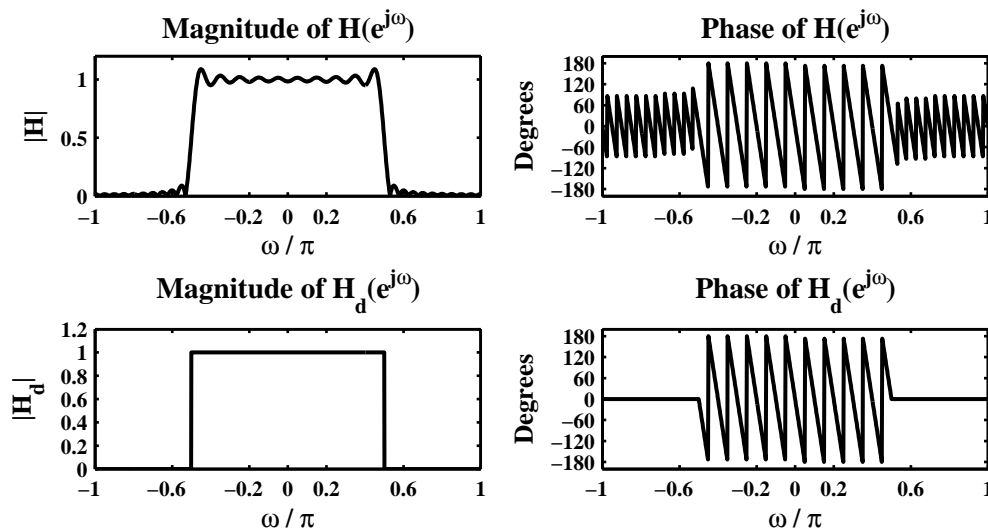 Magnitude of H(e^{jω})
|H|
1
0.5
0
−1 −0.6 −0.2 0 0.2 0.6 1
ω / π
Phase of H(e^{jω})
Degrees
180
120
60
0
−60
−120
−180
−1 −0.6 −0.2 0 0.2 0.6 1
ω / π
Magnitude of H_d(e^{jω})
|H_d|
1.2
1
0.8
0.6
0.4
0.2
0
−1 −0.6 −0.2 0 0.2 0.6 1
ω / π
Phase of H_d(e^{jω})
Degrees
180
120
60
0
−60
−120
−180
−1 −0.6 −0.2 0 0.2 0.6 1
ω / π